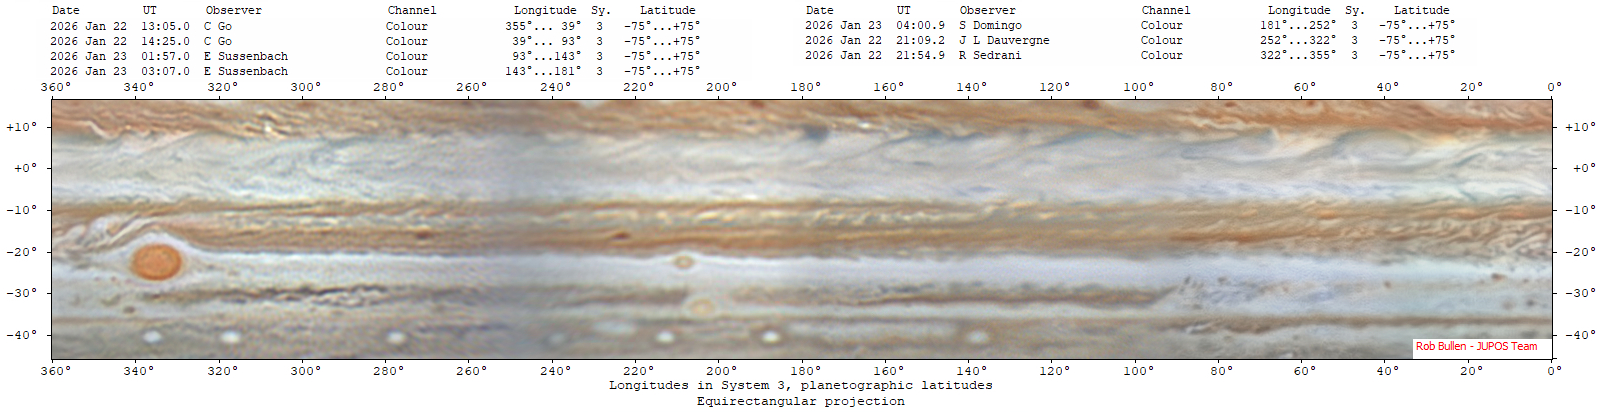 Date UT Observer Channel Longitude Sy. Latitude
2026 Jan 22 13:05.0 C Go Colour 355°... 39° 3 -75°...+75°
2026 Jan 22 14:25.0 C Go Colour 39°... 93° 3 -75°...+75°
2026 Jan 23 01:57.0 E Sussenbach Colour 93°...143° 3 -75°...+75°
2026 Jan 23 03:07.0 E Sussenbach Colour 143°...181° 3 -75°...+75°
Date UT Observer Channel Longitude Sy. Latitude
2026 Jan 23 04:00.9 S Domingo Colour 181°...252° 3 -75°...+75°
2026 Jan 22 21:09.2 J L Dauvergne Colour 252°...322° 3 -75°...+75°
2026 Jan 22 21:54.9 R Sedrani Colour 322°...355° 3 -75°...+75°
360° 340° 320° 300° 280° 260° 240° 220° 200° 180° 160° 140° 120° 100° 80° 60° 40° 20° 0°
+10° +10°
+0° +0°
-10° -10°
-20° -20°
-30° -30°
-40° -40°
Rob Bullen - JUPOS Team
360° 340° 320° 300° 280° 260° 240° 220° 200° 180° 160° 140° 120° 100° 80° 60° 40° 20° 0°
Longitudes in System 3, planetographic latitudes
Equirectangular projection